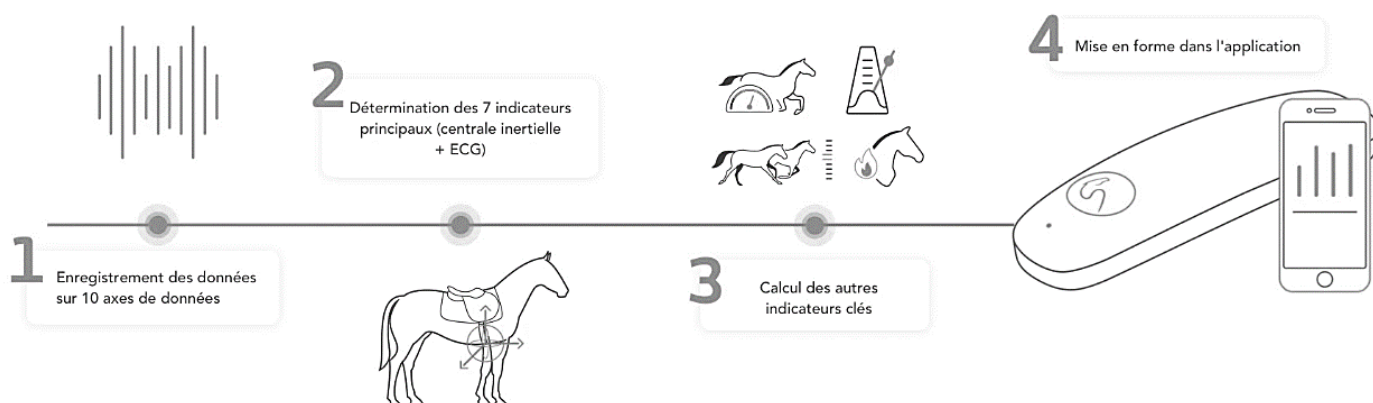 1
Enregistrement des données
sur 10 axes de données
2
Détermination des 7 indicateurs
principaux (centrale inertielle
+ ECG)
3
Calcul des autres
indicateurs clés
4
Mise en forme dans l'application